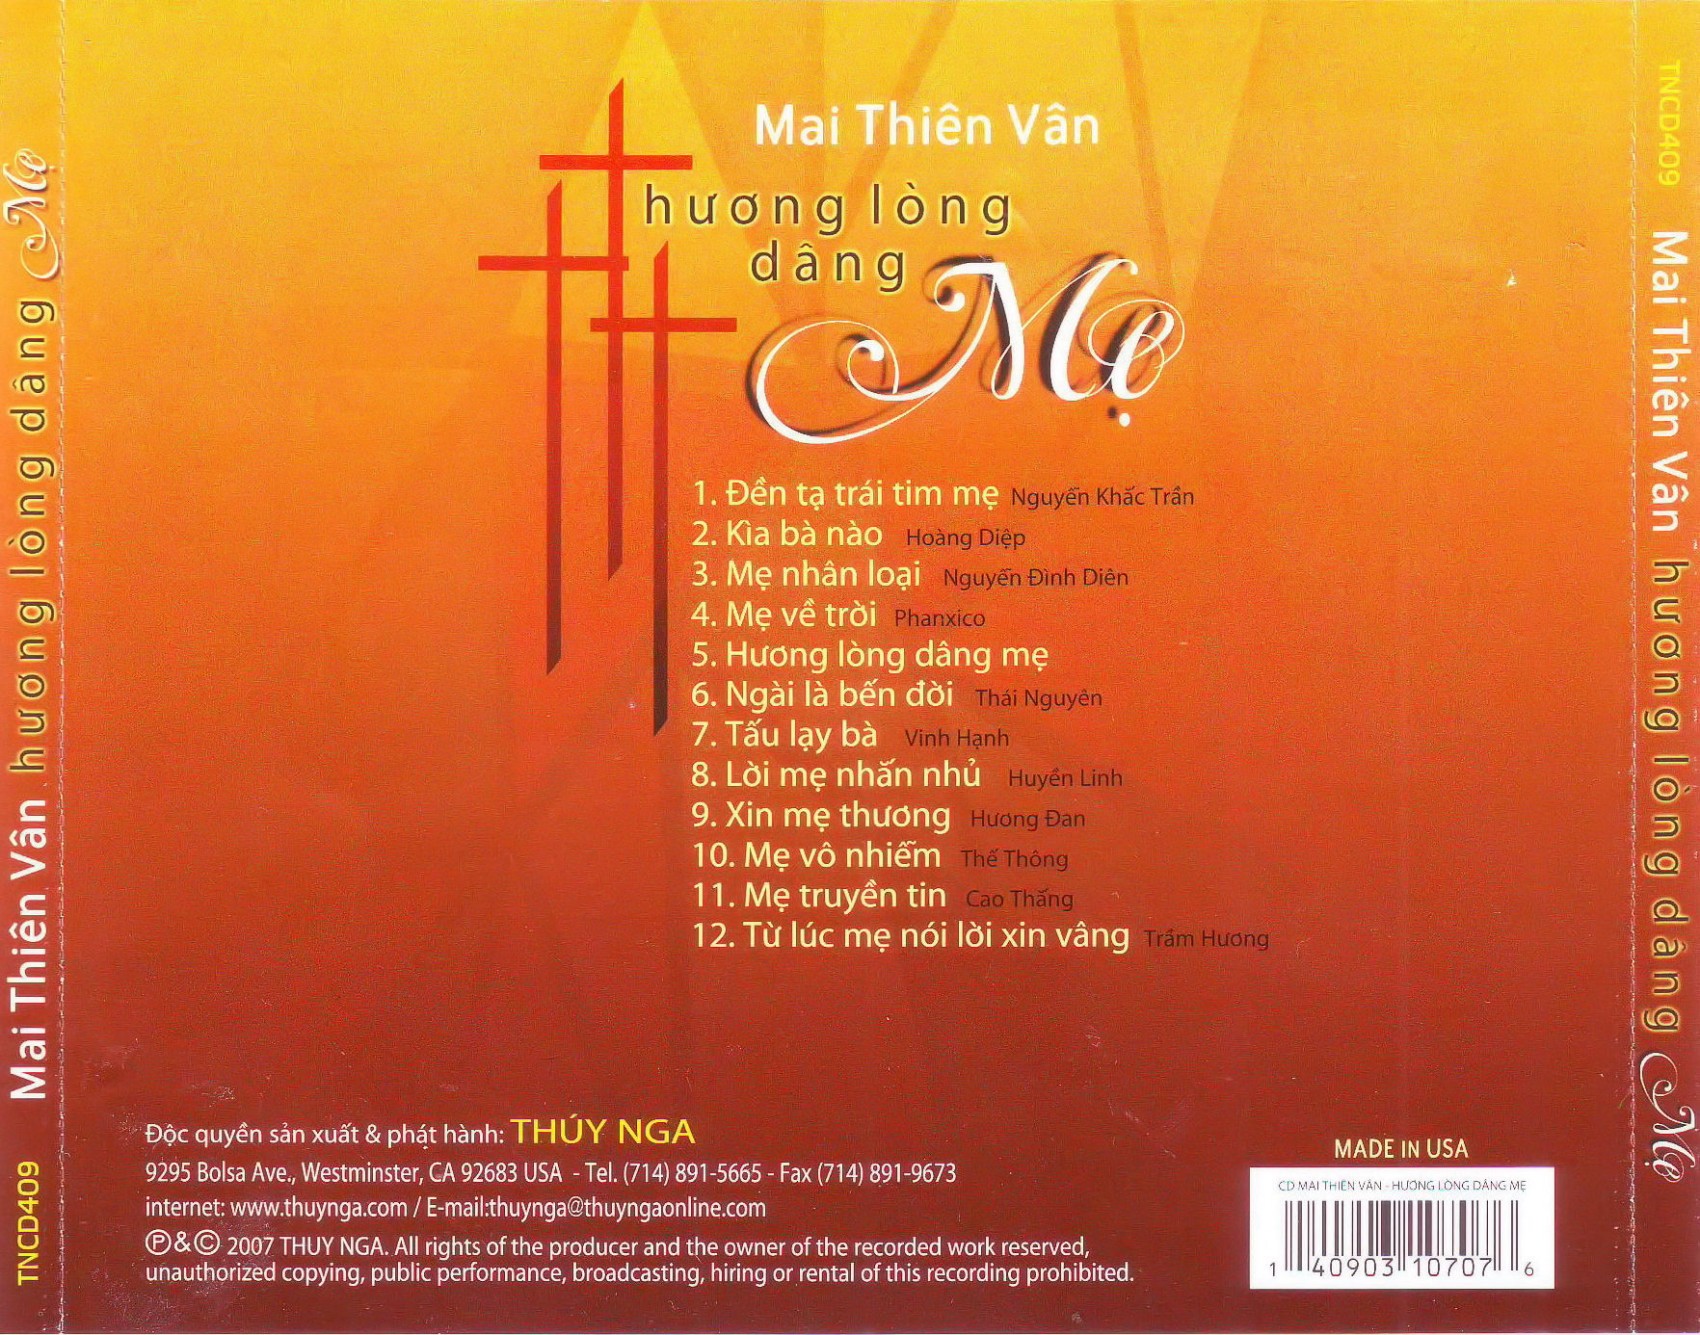 Mai Thiên Vân
hương lòng
dâng Mẹ
1. Đền tạ trái tim mẹ Nguyễn Khắc Trần
2. Kìa bà nào Hoàng Diệp
3. Mẹ nhân loại Nguyễn Đình Diên
4. Mẹ về trời Phanxico
5. Hương lòng dâng mẹ
6. Ngài là bến đời Thái Nguyên
7. Tấu lạy bà Vinh Hạnh
8. Lời mẹ nhắn nhủ Huyền Linh
9. Xin mẹ thương Hương Đan
10. Mẹ vô nhiễm Thế Thông
11. Mẹ truyền tin Cao Thắng
12. Từ lúc mẹ nói lời xin vâng Trầm Hương
Độc quyền sản xuất & phát hành: THÚY NGA
9295 Bolsa Ave., Westminster, CA 92683 USA - Tel. (714) 891-5665 - Fax (714) 891-9673
internet: www.thuynga.com / E-mail:thuynga@thuyngaonline.com
℗&© 2007 THUY NGA. All rights of the producer and the owner of the recorded work reserved,
unauthorized copying, public performance, broadcasting, hiring or rental of this recording prohibited.
MADE IN USA
CD MAI THIÊN VÂN - HƯƠNG LÒNG DÂNG MẸ
1 40903 10707 6
TNCD409 Mai Thiên Vân hương lòng dâng Mẹ
TNCD409 Mai Thiên Vân hương lòng dâng Mẹ